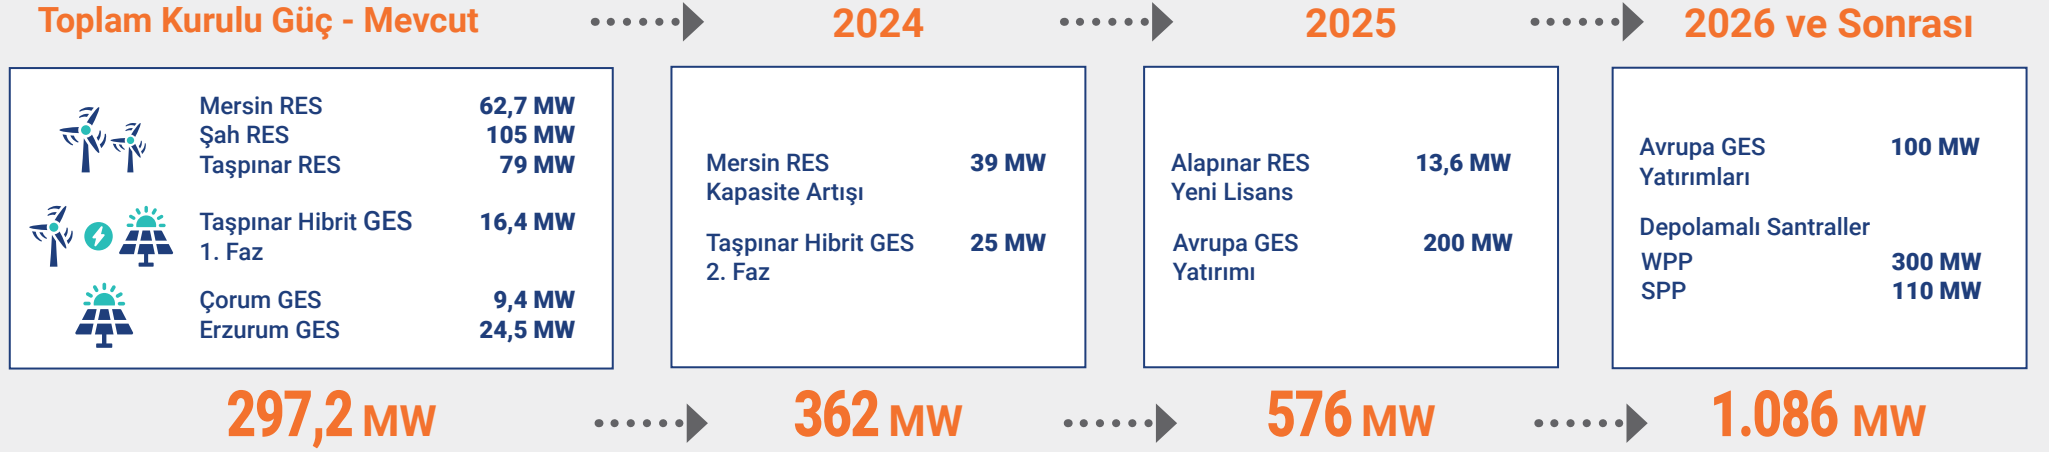 Toplam Kurulu Güç - Mevcut
Mersin RES 62,7 MW
Şah RES 105 MW
Taşpınar RES 79 MW
Taşpınar Hibrit GES 16,4 MW
1. Faz
Çorum GES 9,4 MW
Erzurum GES 24,5 MW
297,2 MW
2024
Mersin RES 39 MW
Kapasite Artışı
Taşpınar Hibrit GES 25 MW
2. Faz
362 MW
2025
Alapınar RES 13,6 MW
Yeni Lisans
Avrupa GES 200 MW
Yatırımı
576 MW
2026 ve Sonrası
Avrupa GES 100 MW
Yatırımları
Depolamalı Santraller
WPP 300 MW
SPP 110 MW
1.086 MW